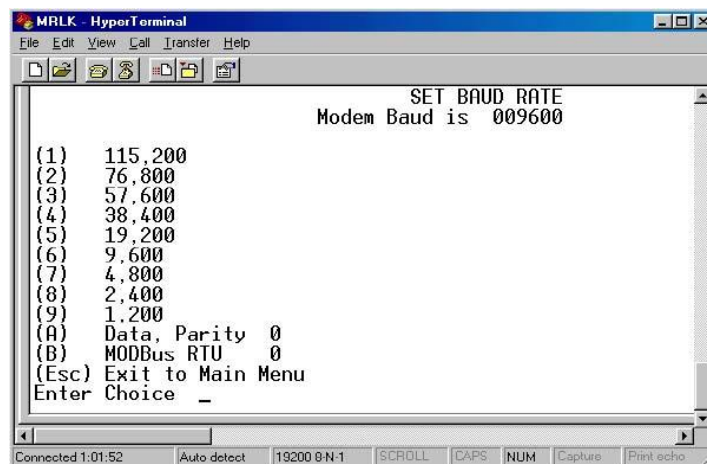 MRLK - HyperTerminal
File Edit View Call Transfer Help
SET BAUD RATE
Modem Baud is 009600
(1) 115,200
(2) 76,800
(3) 57,600
(4) 38,400
(5) 19,200
(6) 9,600
(7) 4,800
(8) 2,400
(9) 1,200
(A) Data, Parity 0
(B) MODBus RTU 0
(Esc) Exit to Main Menu
Enter Choice _
Connected 1:01:52 Auto detect 19200 8-N-1 SCROLL CAPS NUM Capture Print echo